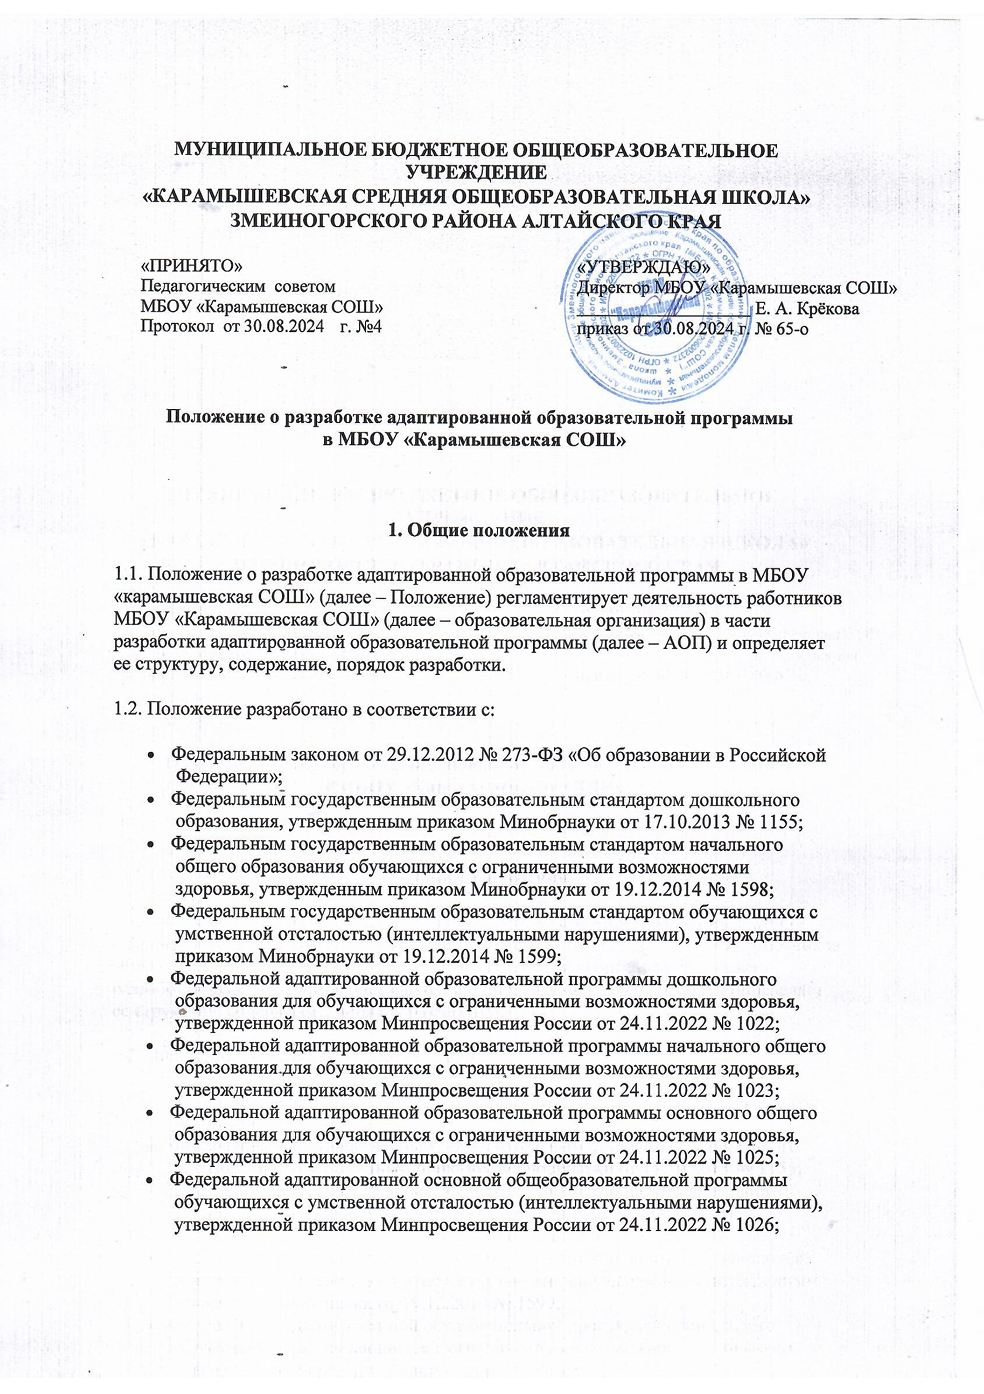 МУНИЦИПАЛЬНОЕ БЮДЖЕТНОЕ ОБЩЕОБРАЗОВАТЕЛЬНОЕ
УЧРЕЖДЕНИЕ
«КАРАМЫШЕВСКАЯ СРЕДНЯЯ ОБЩЕОБРАЗОВАТЕЛЬНАЯ ШКОЛА»
ЗМЕИНОГОРСКОГО РАЙОНА АЛТАЙСКОГО КРАЯ
«ПРИНЯТО»
Педагогическим советом
МБОУ «Карамышевская СОШ»
Протокол от 30.08.2024 г. №4
«УТВЕРЖДАЮ»
Директор МБОУ «Карамышевская СОШ»
Е. А. Крёкова
приказ от 30.08.2024 г. № 65-о
Положение о разработке адаптированной образовательной программы
в МБОУ «Карамышевская СОШ»
1. Общие положения
1.1. Положение о разработке адаптированной образовательной программы в МБОУ
«карамышевская СОШ» (далее – Положение) регламентирует деятельность работников
МБОУ «Карамышевская СОШ» (далее – образовательная организация) в части
разработки адаптированной образовательной программы (далее – АОП) и определяет
ее структуру, содержание, порядок разработки.
1.2. Положение разработано в соответствии с:
• Федеральным законом от 29.12.2012 № 273-ФЗ «Об образовании в Российской
Федерации»;
• Федеральным государственным образовательным стандартом дошкольного
образования, утвержденным приказом Минобрнауки от 17.10.2013 № 1155;
• Федеральным государственным образовательным стандартом начального
общего образования обучающихся с ограниченными возможностями
здоровья, утвержденным приказом Минобрнауки от 19.12.2014 № 1598;
• Федеральным государственным образовательным стандартом обучающихся с
умственной отсталостью (интеллектуальными нарушениями), утвержденным
приказом Минобрнауки от 19.12.2014 № 1599;
• Федеральной адаптированной образовательной программы дошкольного
образования для обучающихся с ограниченными возможностями здоровья,
утвержденной приказом Минпросвещения России от 24.11.2022 № 1022;
• Федеральной адаптированной образовательной программы начального общего
образования для обучающихся с ограниченными возможностями здоровья,
утвержденной приказом Минпросвещения России от 24.11.2022 № 1023;
• Федеральной адаптированной образовательной программы основного общего
образования для обучающихся с ограниченными возможностями здоровья,
утвержденной приказом Минпросвещения России от 24.11.2022 № 1025;
• Федеральной адаптированной основной общеобразовательной программы
обучающихся с умственной отсталостью (интеллектуальными нарушениями),
утвержденной приказом Минпросвещения России от 24.11.2022 № 1026;